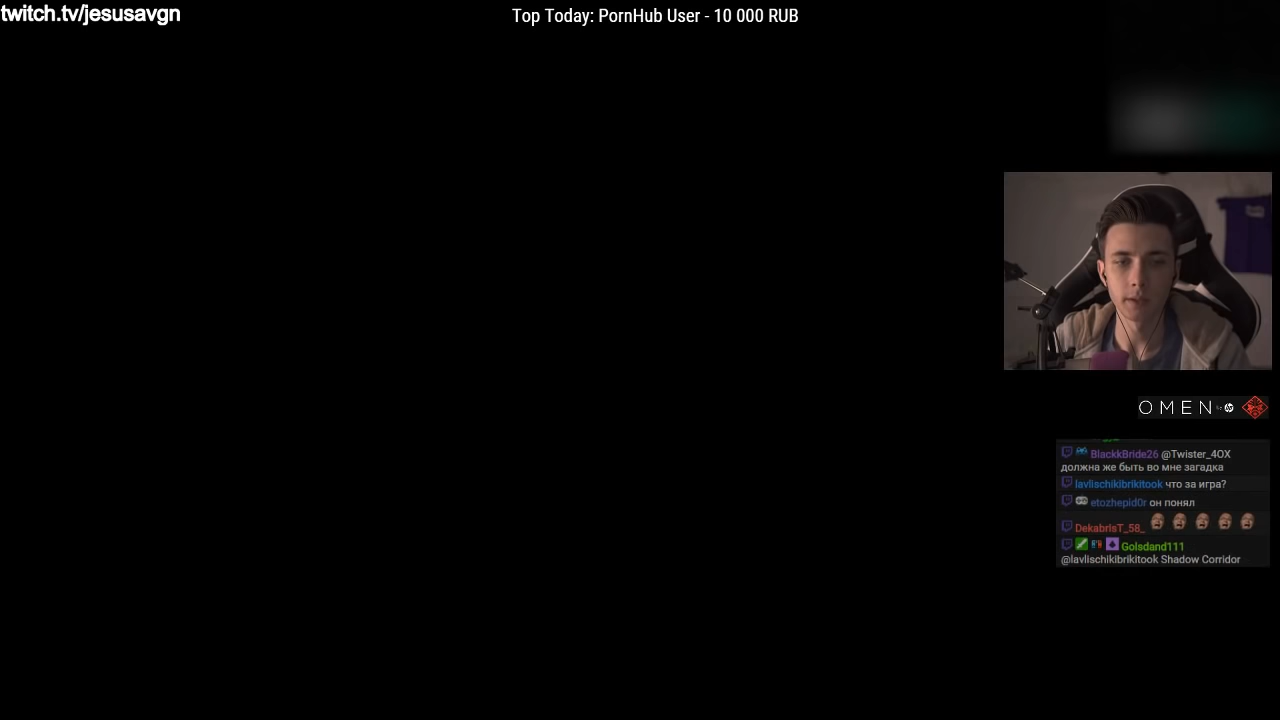 twitch.tv/jesusavgn
Top Today: PornHub User - 10 000 RUB
OMEN
BlackkBride26 @Twister_4OX
должна же быть во мне загадка
lavlischikibrikitook что за игра?
etozhepid0r он понял
DekabrisT_58_
Golsdand111
@lavlischikibrikitook Shadow Corridor